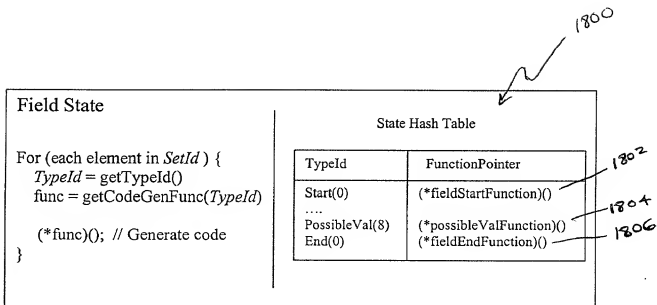 1800
Field State
For (each element in SetId ) {
TypeId = getTypeId()
func = getCodeGenFunc(TypeId)
(*func)(); // Generate code
}
State Hash Table
TypeId FunctionPointer
Start(0) (*fieldStartFunction)()
....
PossibleVal(8) (*possibleValFunction)()
End(0) (*fieldEndFunction)()
1802
1804
1806